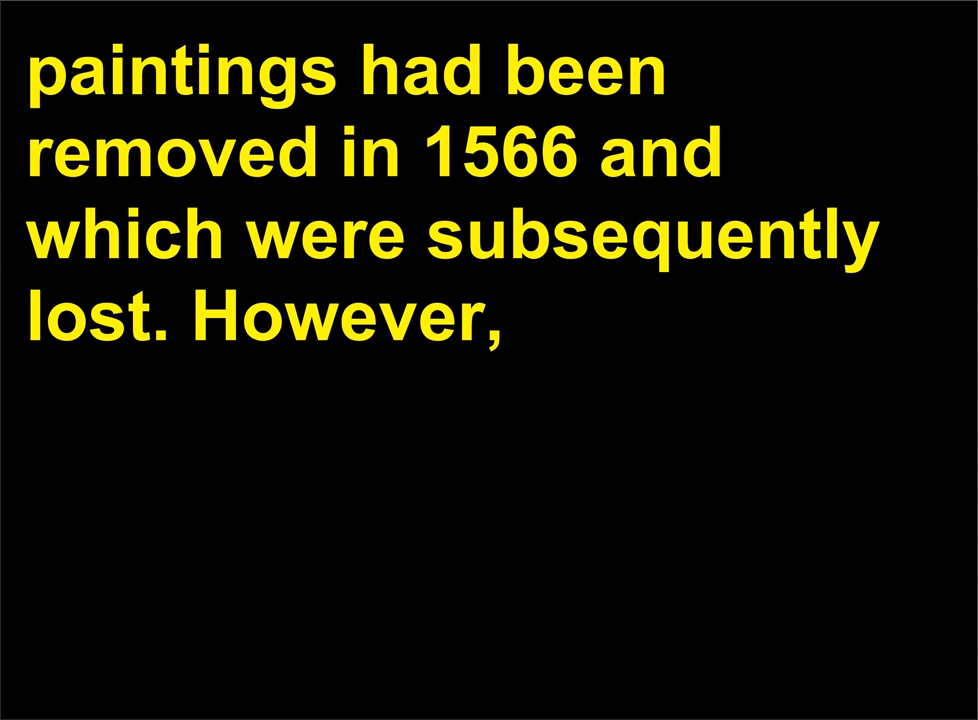 paintings had been
removed in 1566 and
which were subsequently
lost. However,